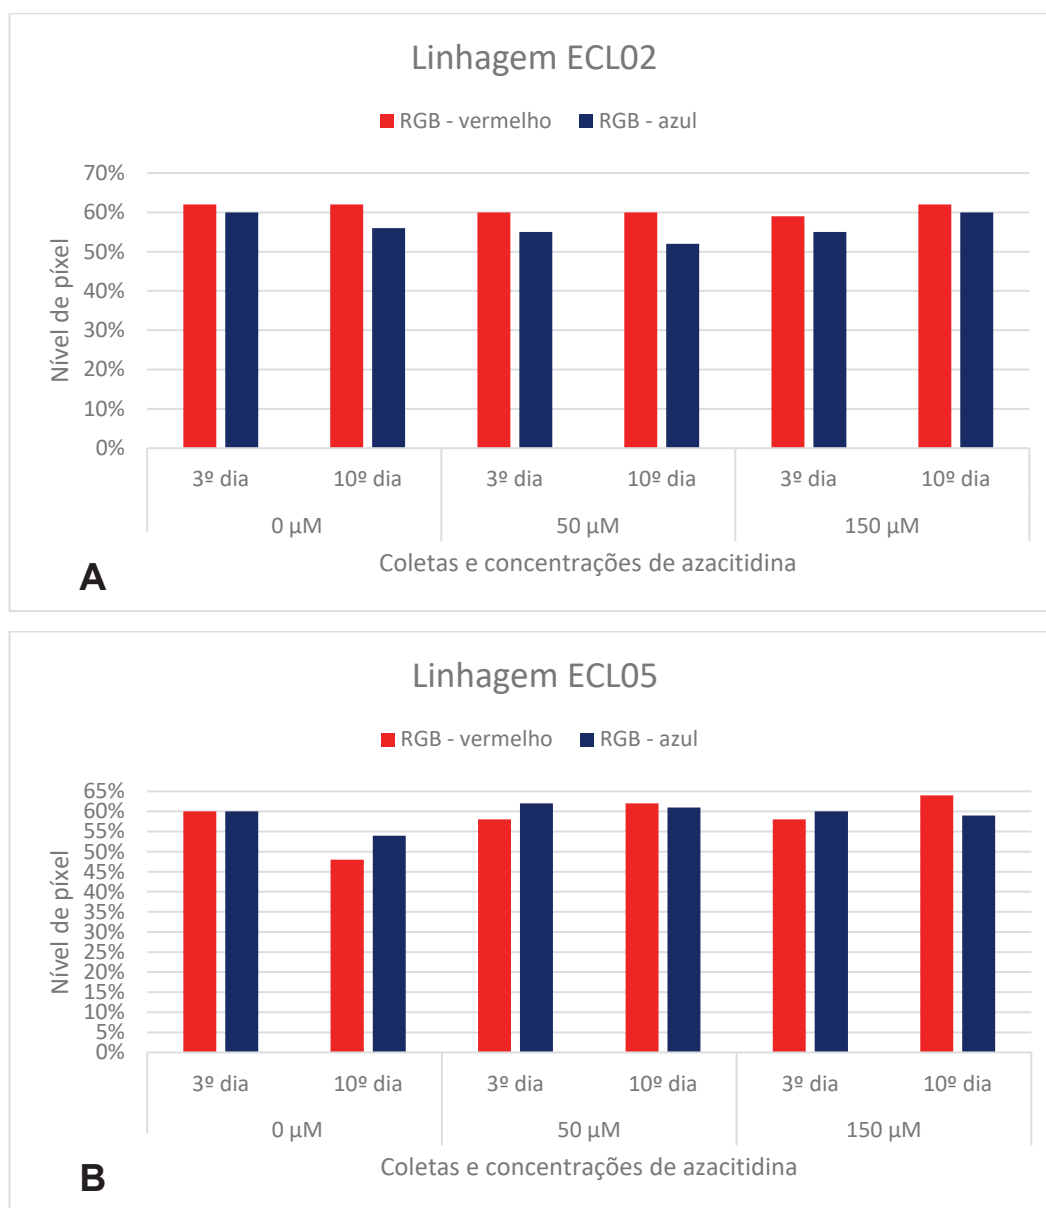 Linhagem ECL02
RGB - vermelho RGB - azul
70%
60%
50%
40%
30%
20%
10%
0%
Nível de píxel
3º dia 10º dia 3º dia 10º dia 3º dia 10º dia
0 µM 50 µM 150 µM
Coletas e concentrações de azacitidina
A
Linhagem ECL05
RGB - vermelho RGB - azul
65%
60%
55%
50%
45%
40%
35%
30%
25%
20%
15%
10%
5%
0%
Nível de píxel
3º dia 10º dia 3º dia 10º dia 3º dia 10º dia
0 µM 50 µM 150 µM
Coletas e concentrações de azacitidina
B